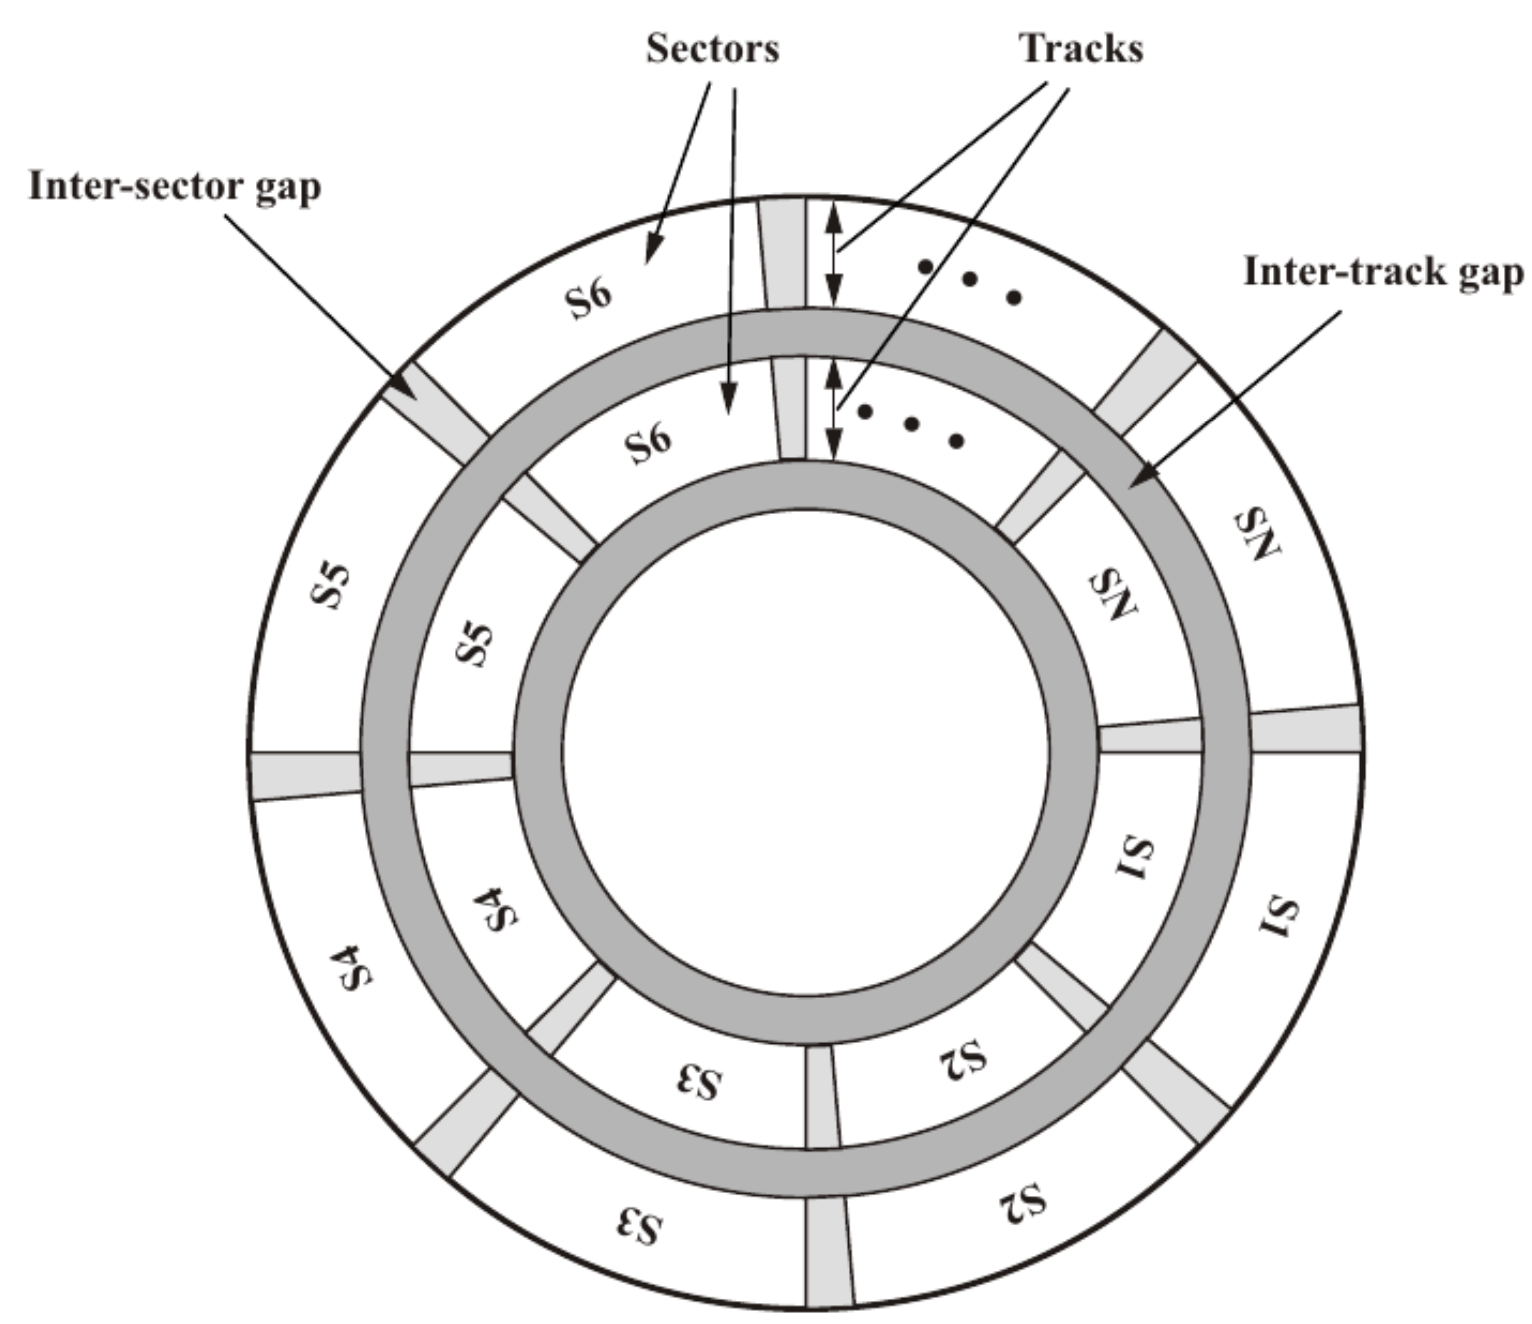 Sectors
Tracks
Inter-sector gap
Inter-track gap
S6
• • •
S6
• • •
SN
SN
S5
S5
S1
S1
S4
S4
S2
S3
S2
S3